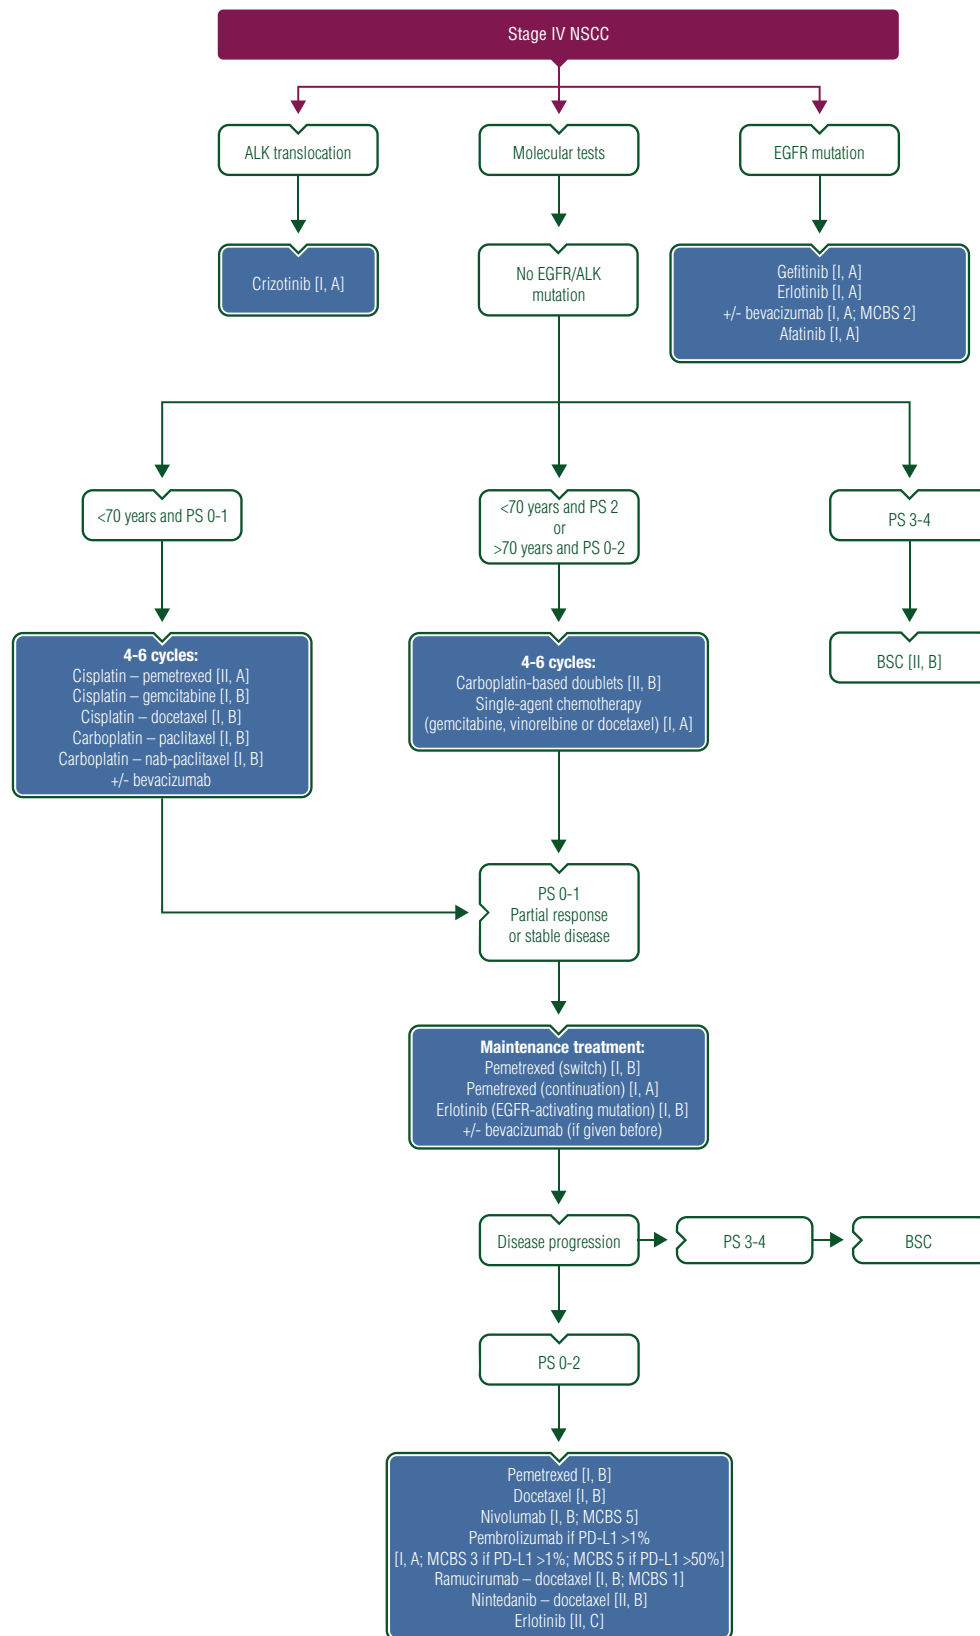 Stage IV NSCC
ALK translocation
Molecular tests
EGFR mutation
Crizotinib [I, A]
No EGFR/ALK
mutation
Gefitinib [I, A]
Erlotinib [I, A]
+/- bevacizumab [I, A; MCBS 2]
Afatinib [I, A]
<70 years and PS 0-1
<70 years and PS 2
or
>70 years and PS 0-2
PS 3-4
4-6 cycles:
Cisplatin – pemetrexed [II, A]
Cisplatin – gemcitabine [I, B]
Cisplatin – docetaxel [I, B]
Carboplatin – paclitaxel [I, B]
Carboplatin – nab-paclitaxel [I, B]
+/- bevacizumab
4-6 cycles:
Carboplatin-based doublets [II, B]
Single-agent chemotherapy
(gemcitabine, vinorelbine or docetaxel) [I, A]
BSC [II, B]
PS 0-1
Partial response
or stable disease
Maintenance treatment:
Pemetrexed (switch) [I, B]
Pemetrexed (continuation) [I, A]
Erlotinib (EGFR-activating mutation) [I, B]
+/- bevacizumab (if given before)
Disease progression
PS 3-4
BSC
PS 0-2
Pemetrexed [I, B]
Docetaxel [I, B]
Nivolumab [I, B; MCBS 5]
Pembrolizumab if PD-L1 >1%
[I, A; MCBS 3 if PD-L1 >1%; MCBS 5 if PD-L1 >50%]
Ramucirumab – docetaxel [I, B; MCBS 1]
Nintedanib – docetaxel [II, B]
Erlotinib [II, C]